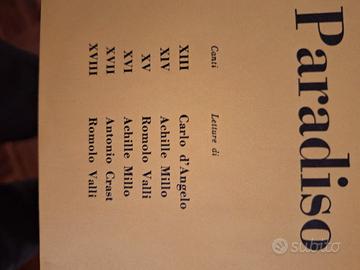 Paradiso
Canti Letture di
XIII Carlo d'Angelo
XIV Achille Millo
XV Romolo Valli
XVI Achille Millo
XVII Antonio Crast
XVIII Romolo Valli
subito